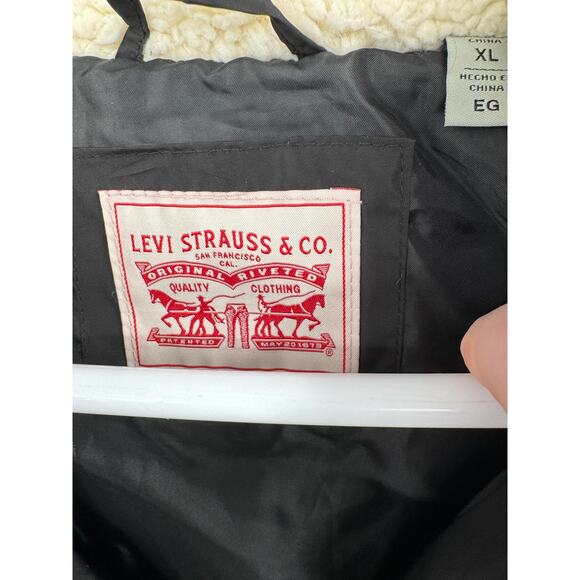 CHINA
XL
HECHO E
CHINA
EG
LEVI STRAUSS & CO.
SAN FRANCISCO
CAL.
ORIGINAL RIVETED
QUALITY CLOTHING
PATENTED MAY 20 1873
®